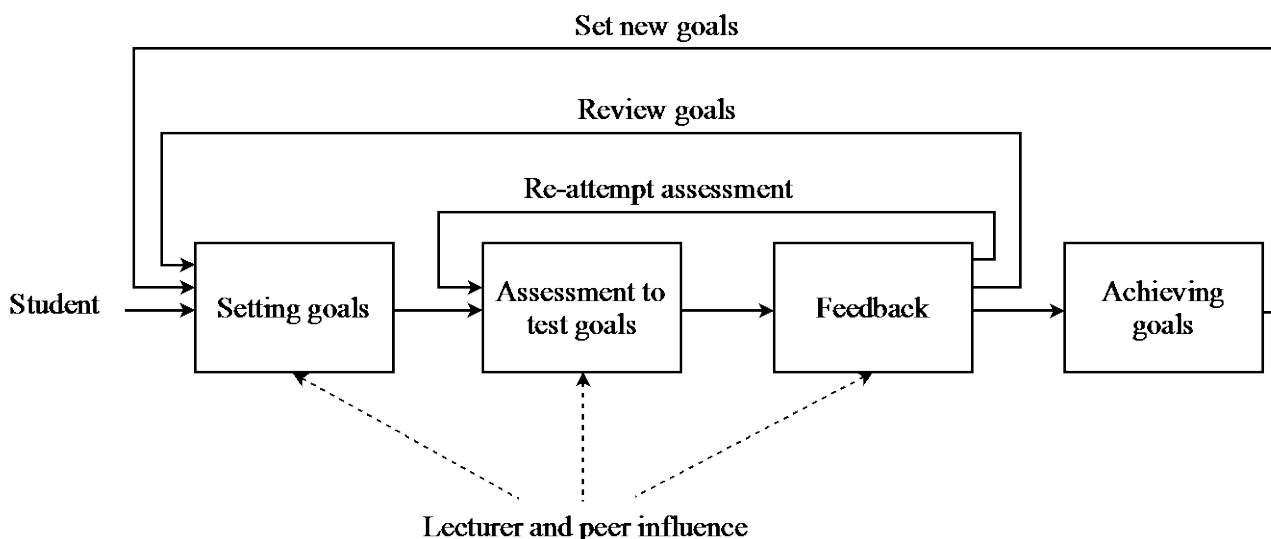 Set new goals
Review goals
Re-attempt assessment
Student
Setting goals
Assessment to
test goals
Feedback
Achieving
goals
Lecturer and peer influence